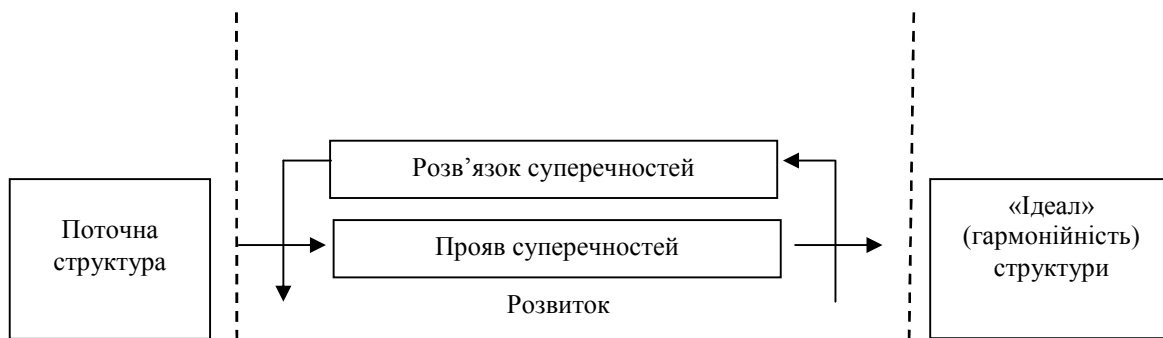 Поточна
структура
Розв’язок суперечностей
Прояв суперечностей
Розвиток
«Ідеал»
(гармонійність)
структури